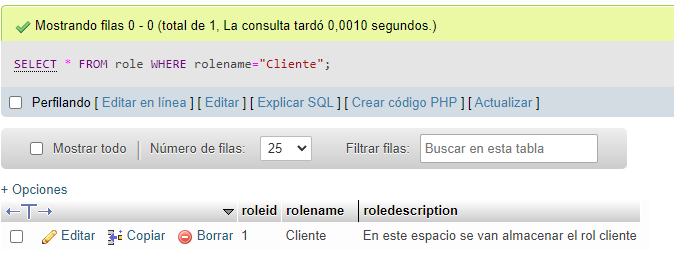 Mostrando filas 0 - 0 (total de 1, La consulta tardó 0,0010 segundos.)
SELECT * FROM role WHERE rolename="Cliente";
Perfilando [ Editar en línea ] [ Editar ] [ Explicar SQL ] [ Crear código PHP ] [ Actualizar ]
Mostrar todo Número de filas: 25 Filtrar filas: Buscar en esta tabla
+ Opciones
roleid rolename roledescription
Editar Copiar Borrar 1 Cliente En este espacio se van almacenar el rol cliente